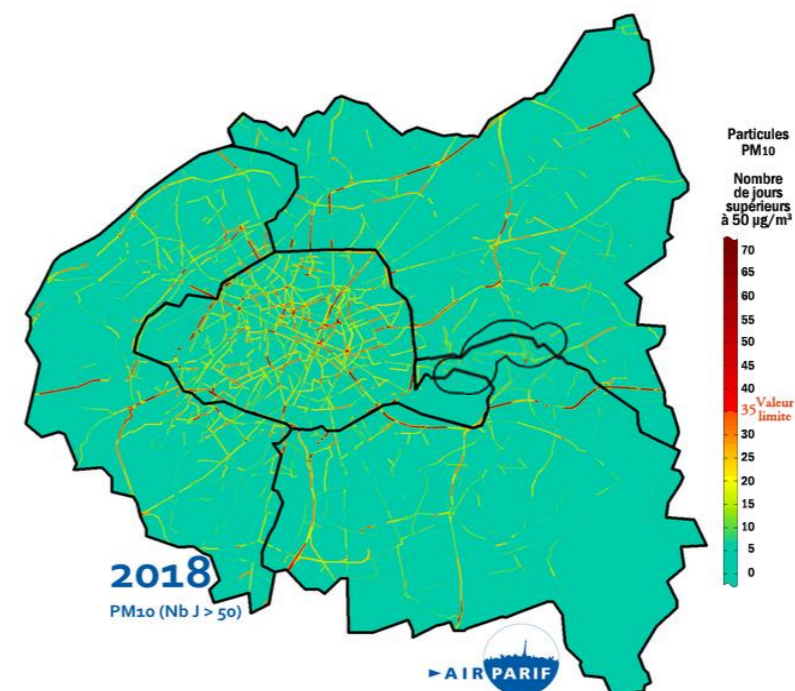 Particules
PM10
Nombre
de jours
supérieurs
à 50 µg/m³
70
65
60
55
50
45
40
35 Valeur
limite
30
25
20
15
10
5
0
2018
PM10 (Nb J > 50)
AIRPARIF